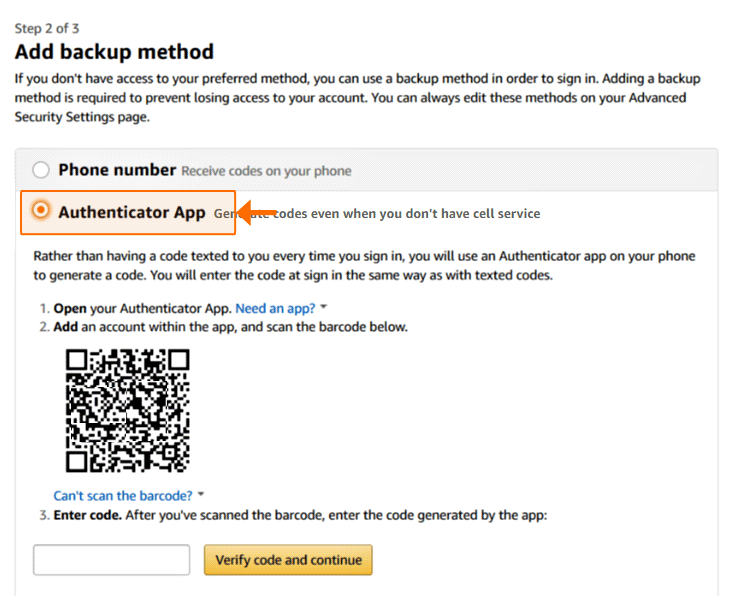 Step 2 of 3
Add backup method
If you don't have access to your preferred method, you can use a backup method in order to sign in. Adding a backup
method is required to prevent losing access to your account. You can always edit these methods on your Advanced
Security Settings page.
Phone number Receive codes on your phone
Authenticator App Generate codes even when you don't have cell service
Rather than having a code texted to you every time you sign in, you will use an Authenticator app on your phone
to generate a code. You will enter the code at sign in the same way as with texted codes.
1. Open your Authenticator App. Need an app?
2. Add an account within the app, and scan the barcode below.
Can't scan the barcode?
3. Enter code. After you've scanned the barcode, enter the code generated by the app:
Verify code and continue